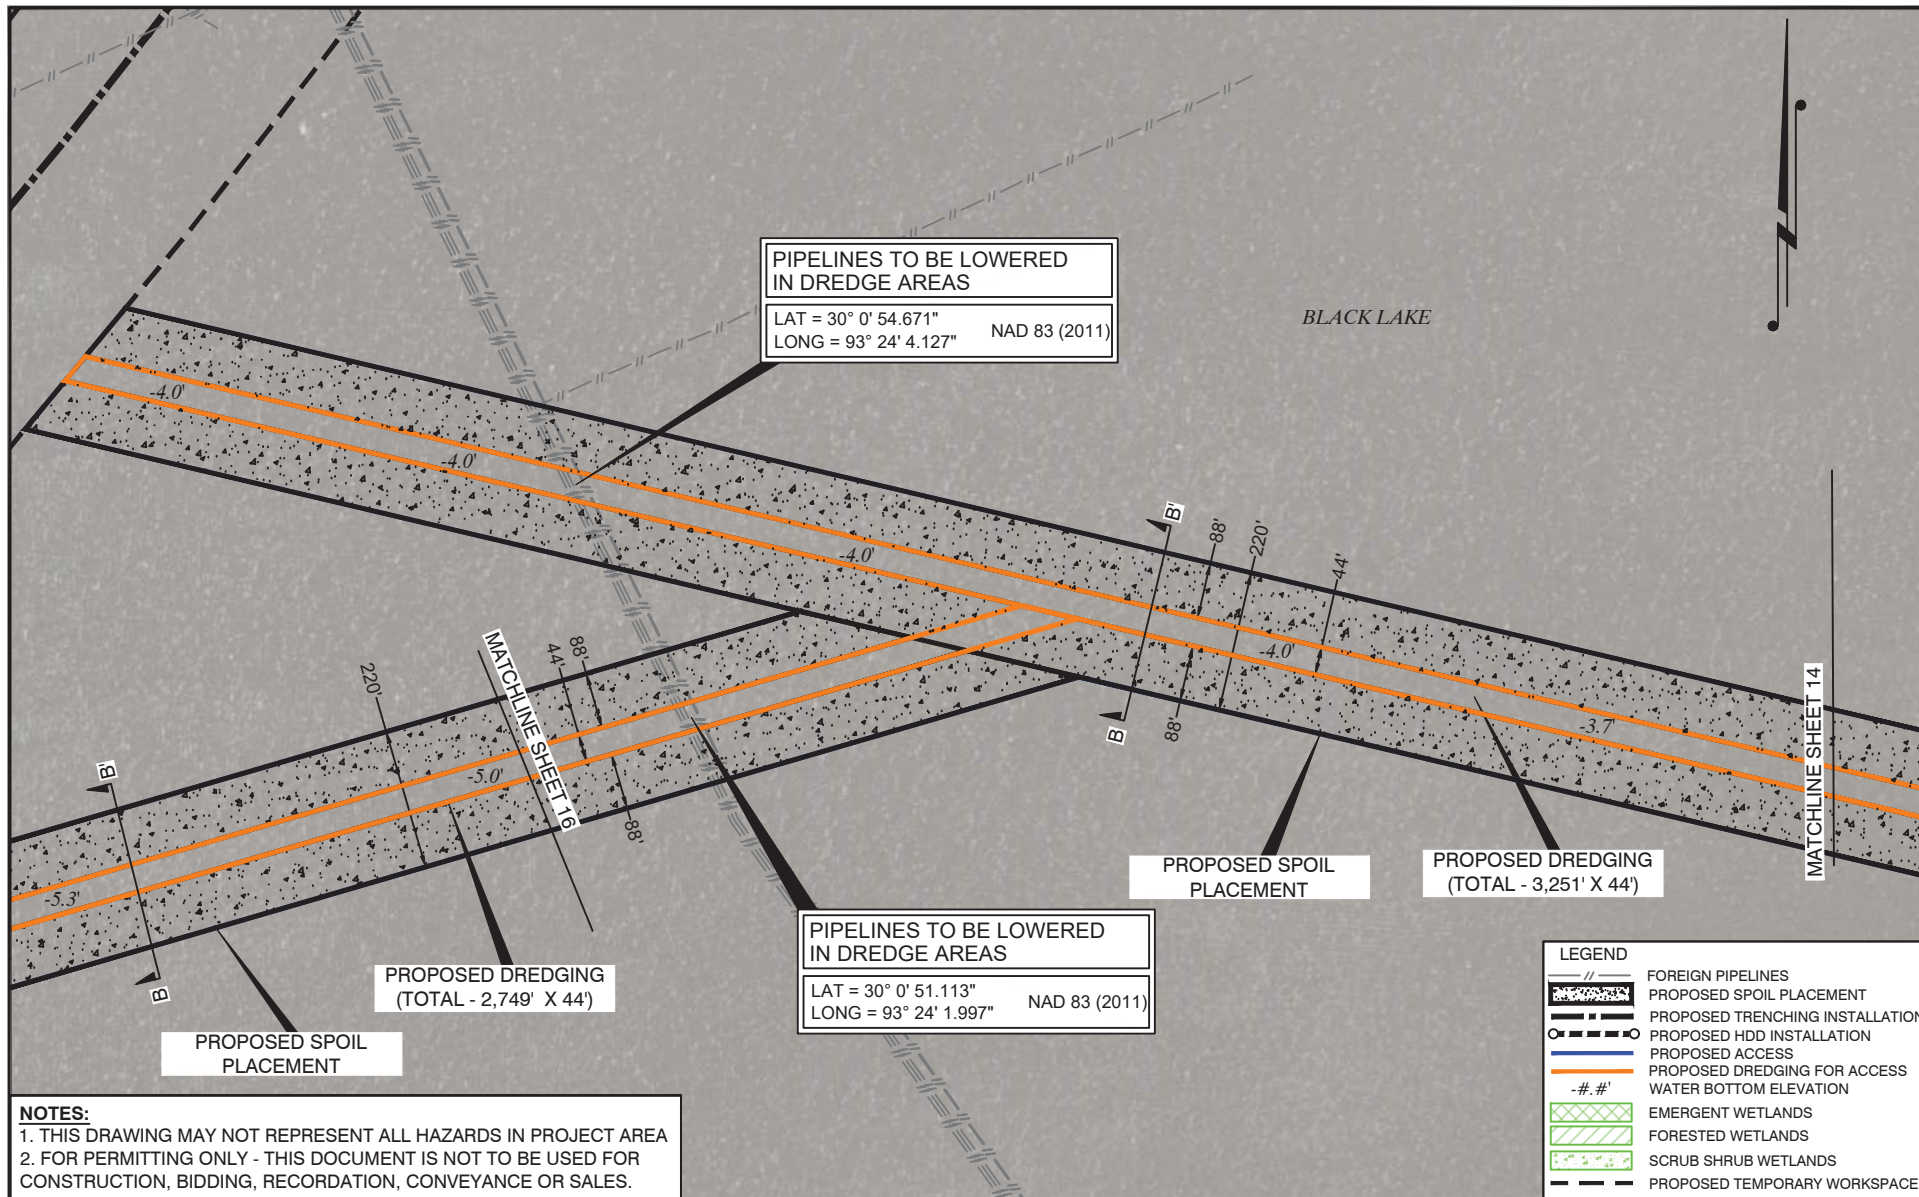 PIPELINES TO BE LOWERED
IN DREDGE AREAS
LAT = 30° 0' 54.671"
LONG = 93° 24' 4.127"
NAD 83 (2011)
BLACK LAKE
-4.0'
-4.0'
-4.0'
B'
88'
220'
44'
-4.0'
B
88'
-3.7'
MATCHLINE SHEET 14
220'
MATCHLINE SHEET 16
44'
88'
-5.0'
88'
B'
-5.3'
B
PROPOSED SPOIL
PLACEMENT
PROPOSED DREDGING
(TOTAL - 3,251' X 44')
PIPELINES TO BE LOWERED
IN DREDGE AREAS
LAT = 30° 0' 51.113"
LONG = 93° 24' 1.997"
NAD 83 (2011)
PROPOSED DREDGING
(TOTAL - 2,749' X 44')
PROPOSED SPOIL
PLACEMENT
LEGEND
FOREIGN PIPELINES
PROPOSED SPOIL PLACEMENT
PROPOSED TRENCHING INSTALLATION
PROPOSED HDD INSTALLATION
PROPOSED ACCESS
PROPOSED DREDGING FOR ACCESS
-#.#' WATER BOTTOM ELEVATION
EMERGENT WETLANDS
FORESTED WETLANDS
SCRUB SHRUB WETLANDS
PROPOSED TEMPORARY WORKSPACE
NOTES:
1. THIS DRAWING MAY NOT REPRESENT ALL HAZARDS IN PROJECT AREA
2. FOR PERMITTING ONLY - THIS DOCUMENT IS NOT TO BE USED FOR
CONSTRUCTION, BIDDING, RECORDATION, CONVEYANCE OR SALES.